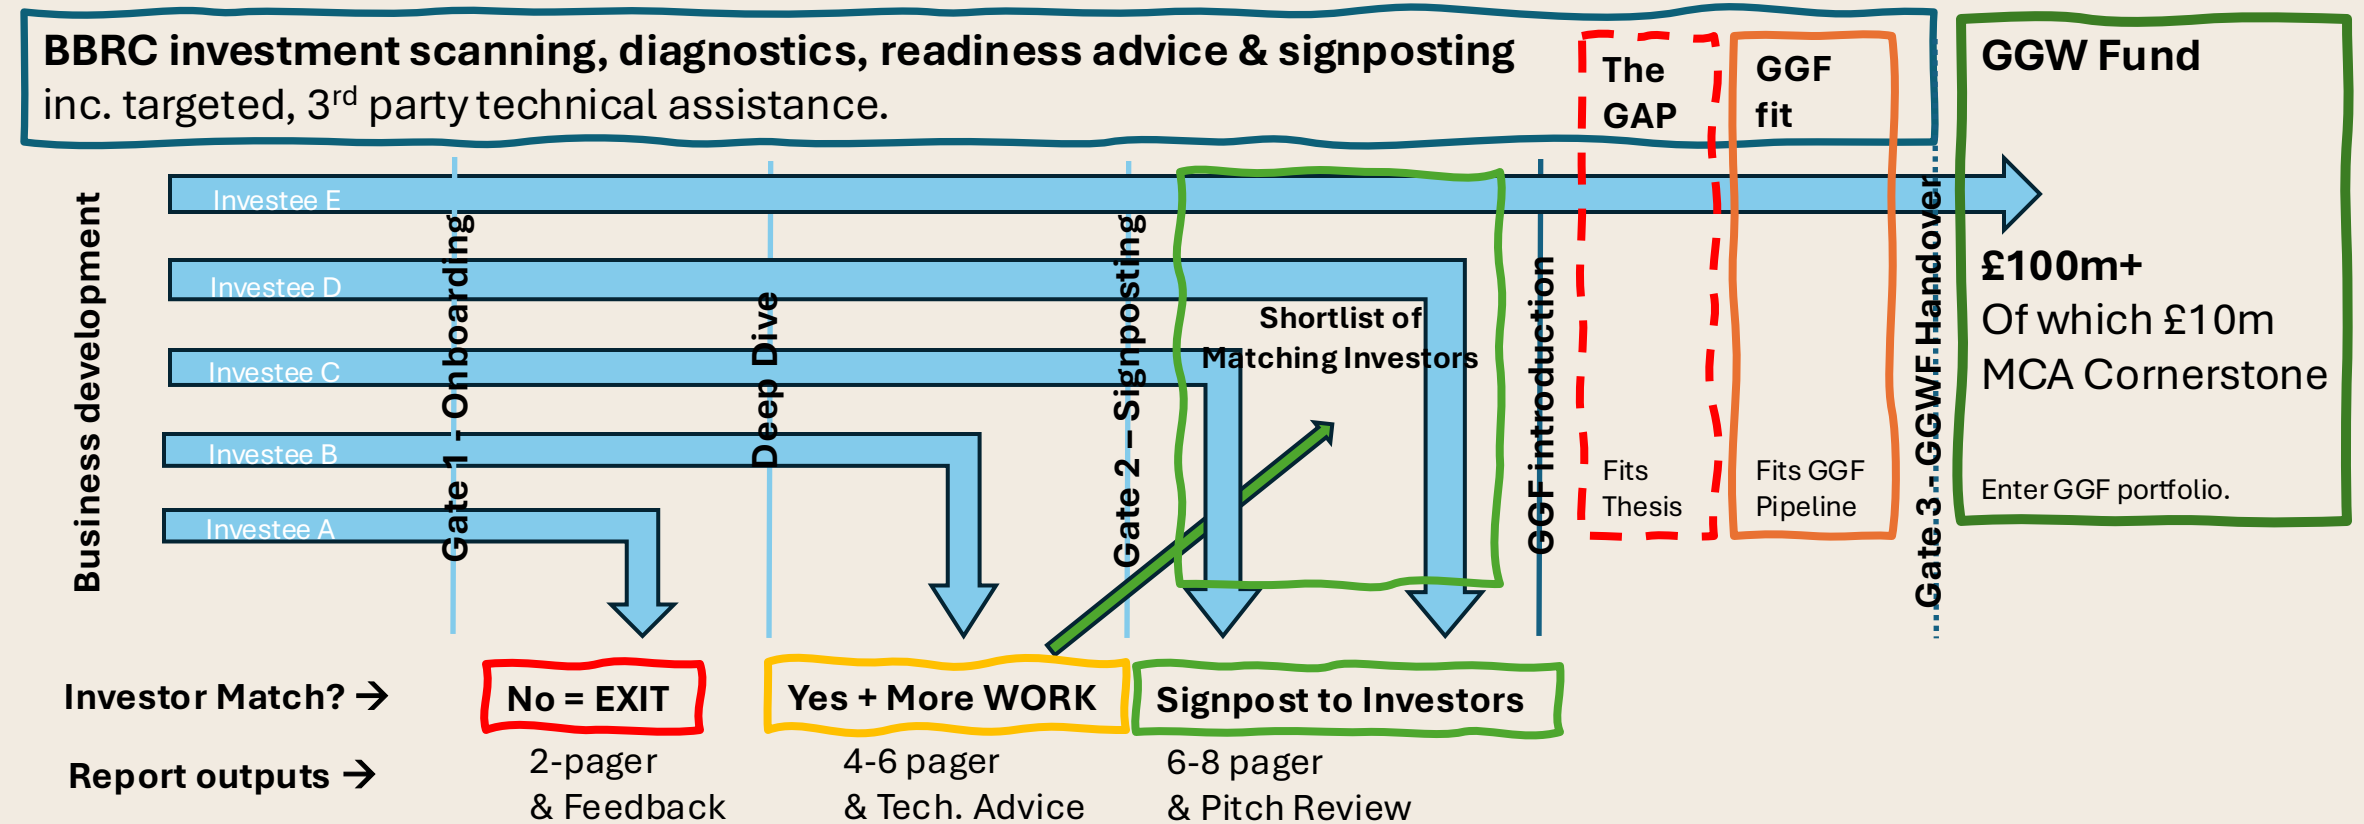 BBRC investment scanning, diagnostics, readiness advice & signposting
inc. targeted, 3rd party technical assistance.
The
GAP
GGF
fit
GGW Fund
Business development
Investee E
Investee D
Investee C
Investee B
Investee A
Gate 1 - Onboarding
Deep Dive
Gate 2 – Signposting
Shortlist of
Matching Investors
GGF introduction
Fits
Thesis
Fits GGF
Pipeline
Gate 3 - GGWF Handover
£100m+
Of which £10m
MCA Cornerstone
Enter GGF portfolio.
Investor Match? →
No = EXIT
Yes + More WORK
Signpost to Investors
Report outputs →
2-pager
& Feedback
4-6 pager
& Tech. Advice
6-8 pager
& Pitch Review